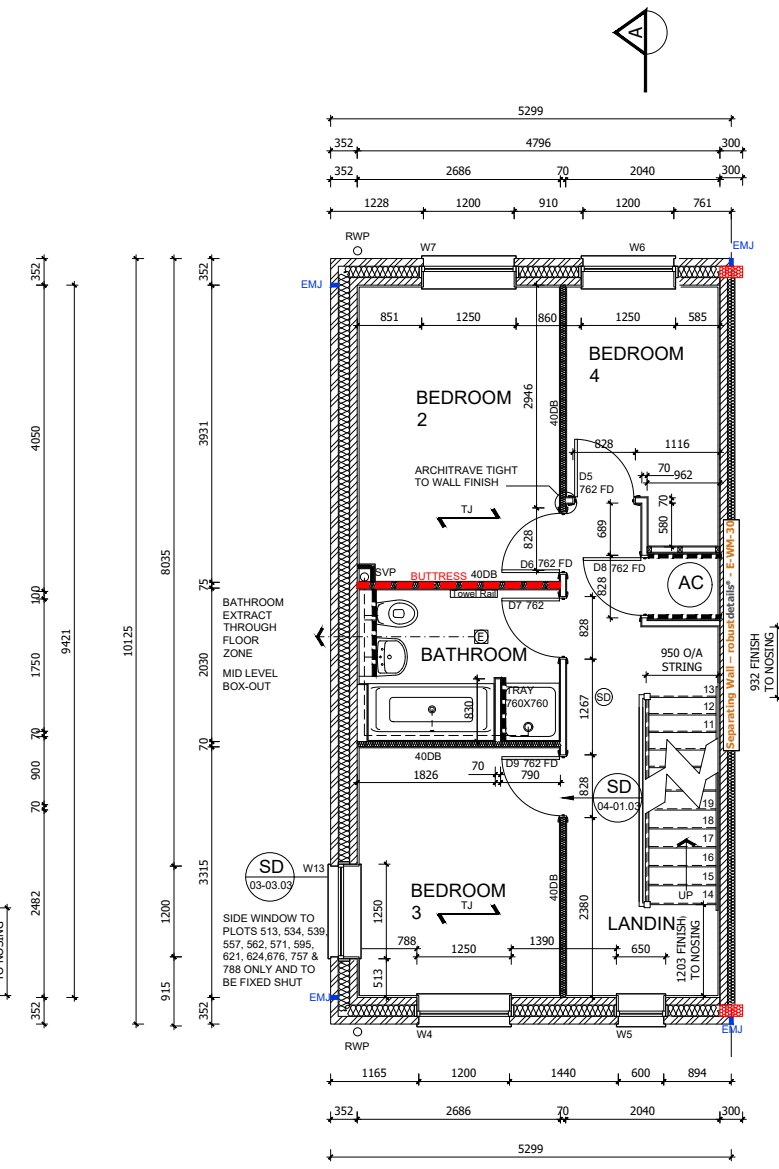 A
5299
352 4796 300
352 2686 70 2040 300
1228 1200 910 1200 761
RWP
W7 W6
EMJ
EMJ
352
4050
100
1750
70
900
70
2482
352
9421
10125
8035
1200
915
352
3931
75
2030
70
3315
352
851 1250 860 1250 585
BEDROOM
2
BEDROOM
4
2946
40DB
828 1116
70
962
ARCHITRAVE TIGHT
TO WALL FINISH
D5
762 FD
70
580
689
TJ
828
SVP
BUTTRESS 40DB
D6 762 FD
D8 762 FD
828
AC
Towel Rail
D7 762
828
BATHROOM
EXTRACT
THROUGH
FLOOR
ZONE
MID LEVEL
BOX-OUT
E
BATHROOM
Separating Wall – robustdetails® - E-WM-30
950 O/A
STRING
932 FINISH
TO NOSING
TRAY
760X760
830
1267
SD
13
12
11
40DB
70
D9 762 FD
1826 790
828
SD
04-01.03
19
18
17
16
15
14
UP
SD
03-03.03
W13
1250
513
BEDROOM
3
TJ
40DB
2380
LANDIN
SIDE WINDOW TO
PLOTS 513, 534, 539,
557, 562, 571, 595,
621, 624,676, 757 &
788 ONLY AND TO
BE FIXED SHUT
788 1250 1390 650
1203 FINISH
TO NOSING
TO NOSING
EMJ
EMJ
RWP
W4 W5
1165 1200 1440 600 894
352 2686 70 2040 300
5299